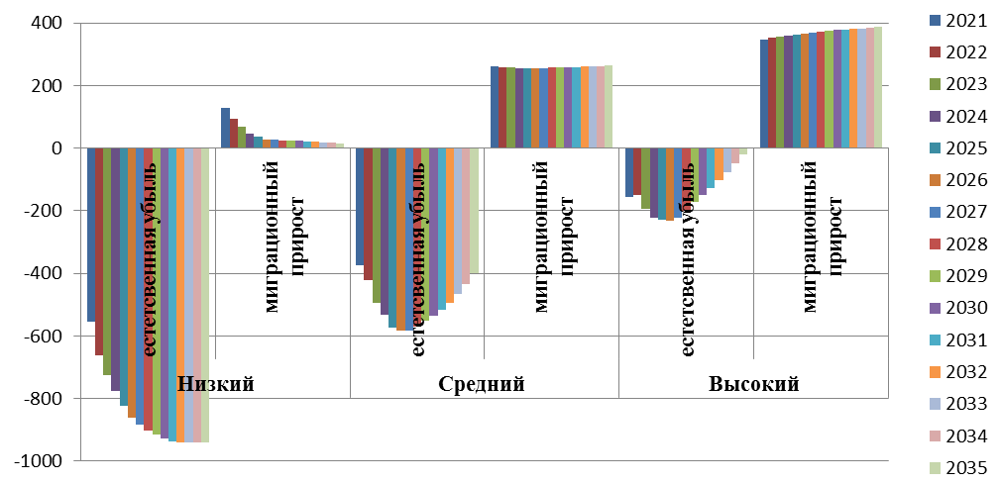 400
200
0
-200
-400
-600
-800
-1000
естетсвенная убыль
миграционный
прирост
естетсвенная убыль
миграционный
прирост
естетсвенная убыль
миграционный
прирост
Низкий
Средний
Высокий
2021
2022
2023
2024
2025
2026
2027
2028
2029
2030
2031
2032
2033
2034
2035